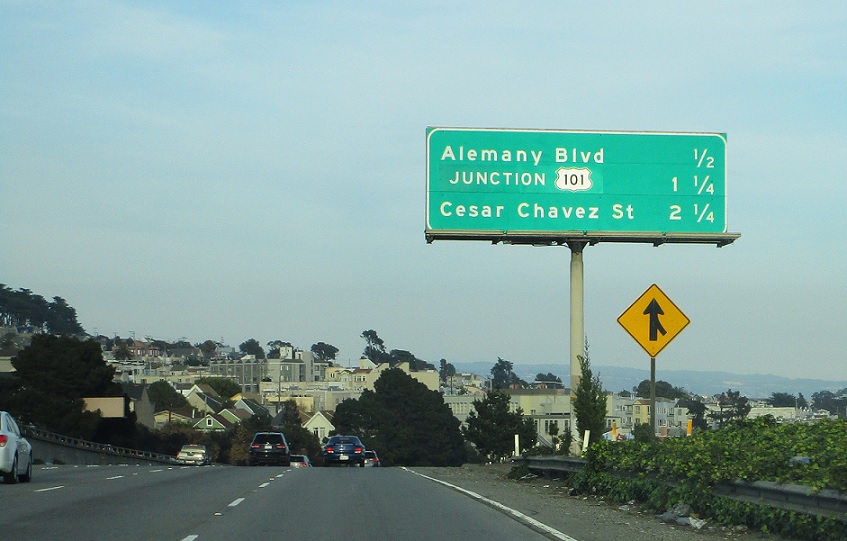 Alemany Blvd ½
JUNCTION 101 1 ¼
Cesar Chavez St 2 ¼